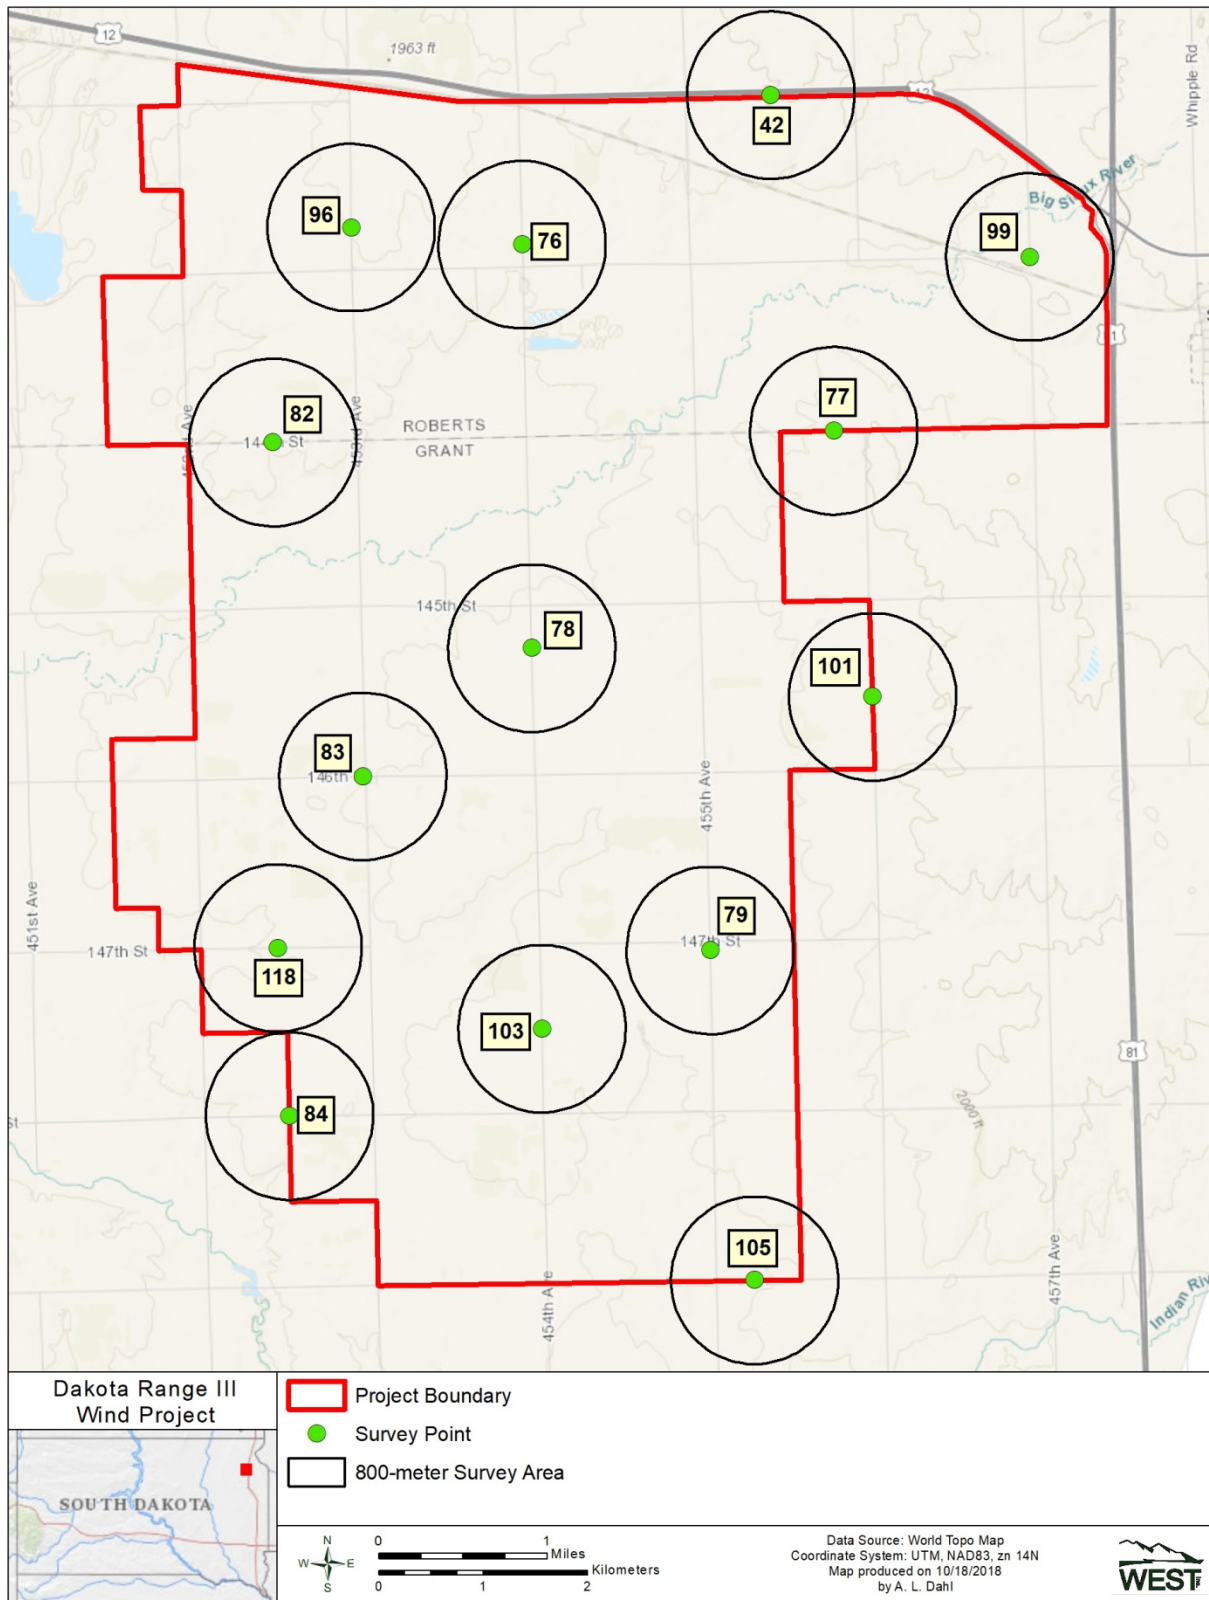 12
1963 ft
Whipple Rd
42
12
Big Sioux River
96
76
99
82
77
144th St
453rd Ave
ROBERTS
GRANT
145th St
78
101
83
146th
455th Ave
451st Ave
79
147th St
147th St
118
103
81
84
2000 ft
105
454th Ave
457th Ave
Dakota Range III
Wind Project
SOUTH DAKOTA
Project Boundary
Survey Point
800-meter Survey Area
N
W E
S
0 1
Miles
Kilometers
0 1 2
Data Source: World Topo Map
Coordinate System: UTM, NAD83, zn 14N
Map produced on 10/18/2018
by A. L. Dahl
WEST